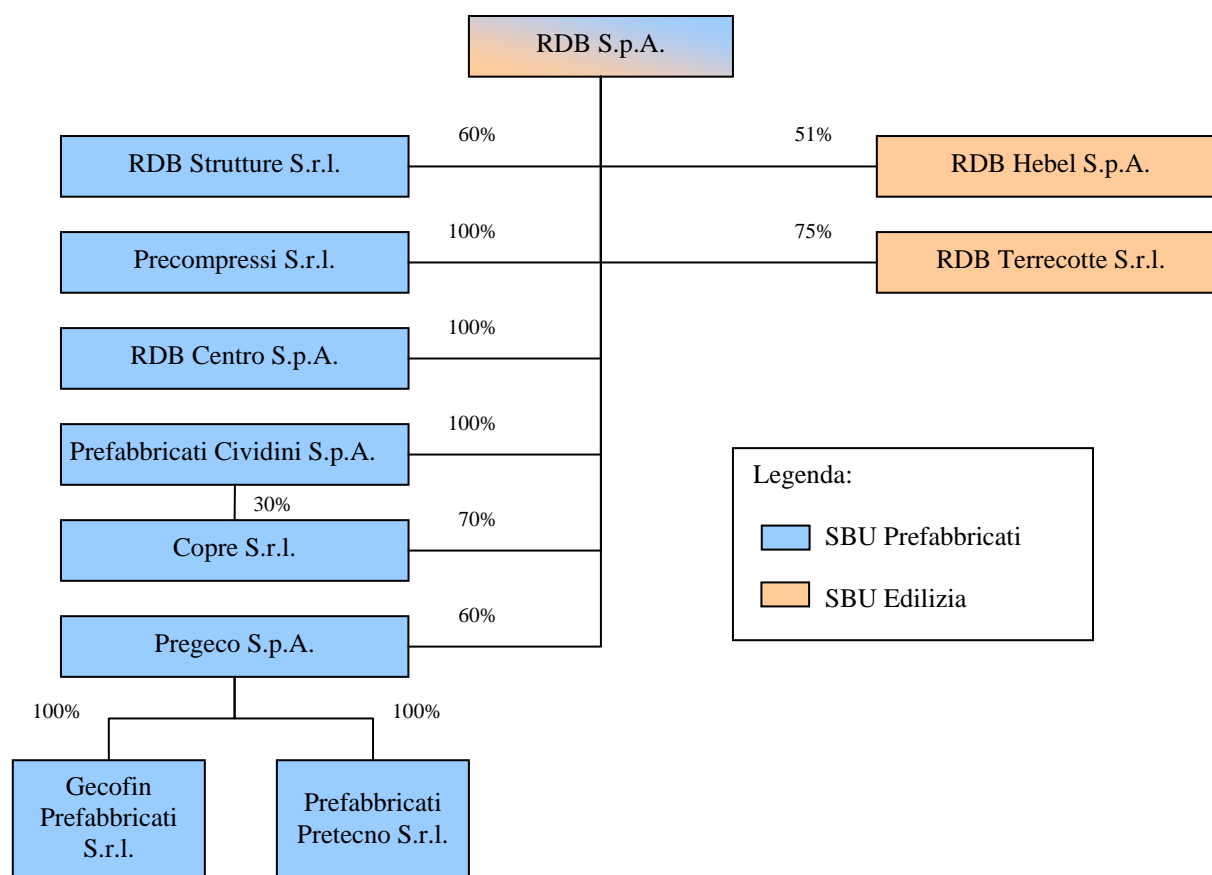 RDB S.p.A.
60%
51%
RDB Strutture S.r.l.
RDB Hebel S.p.A.
100%
75%
Precompressi S.r.l.
RDB Terrecotte S.r.l.
100%
RDB Centro S.p.A.
100%
Prefabbricati Cividini S.p.A.
30%
70%
Copre S.r.l.
60%
Pregeco S.p.A.
100%
100%
Gecofin
Prefabbricati
S.r.l.
Prefabbricati
Pretecno S.r.l.
Legenda:
SBU Prefabbricati
SBU Edilizia